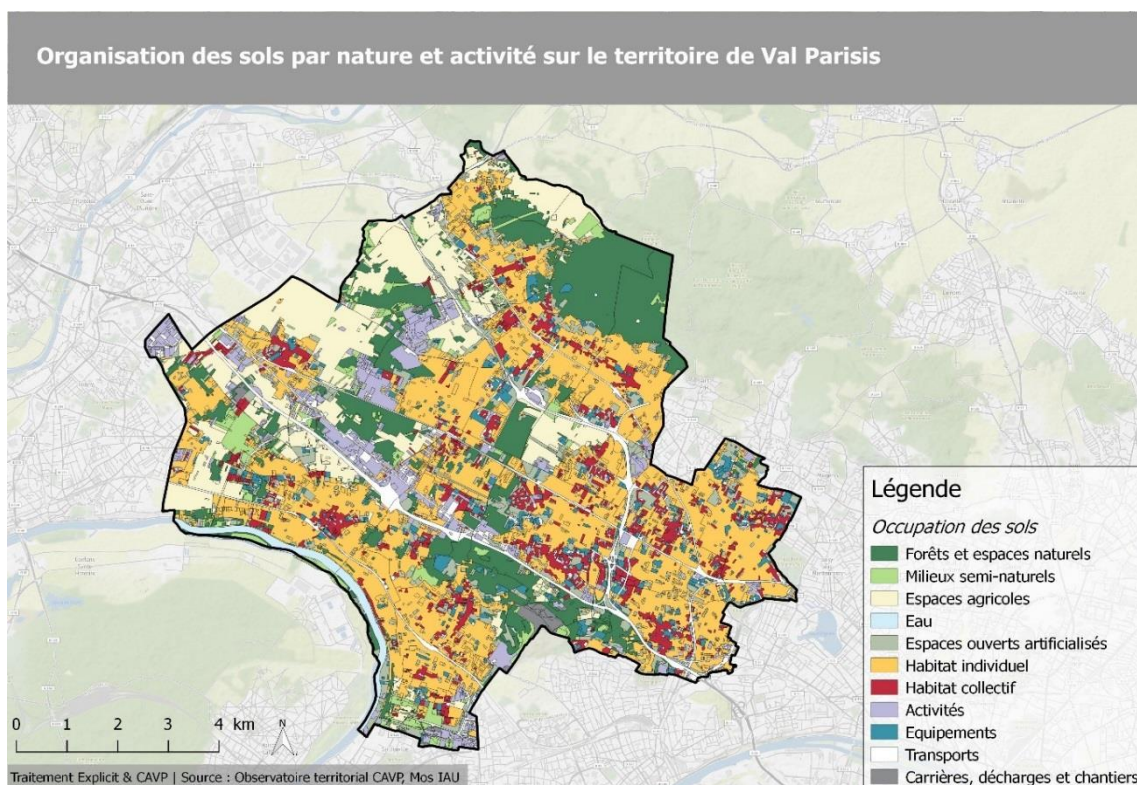 Organisation des sols par nature et activité sur le territoire de Val Parisis
Légende
Occupation des sols
Forêts et espaces naturels
Milieux semi-naturels
Espaces agricoles
Eau
Espaces ouverts artificialisés
Habitat individuel
Habitat collectif
Activités
Equipements
Transports
Carrières, décharges et chantiers
0 1 2 3 4 km
N
Traitement Explicit & CAVP | Source : Observatoire territorial CAVP, Mos IAU